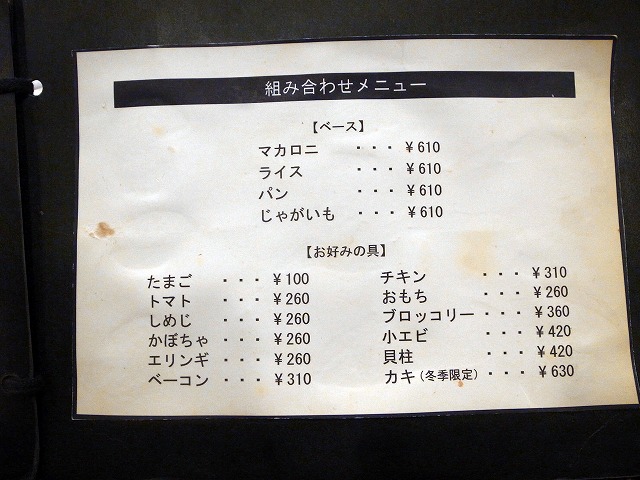 組み合わせメニュー
【ベース】
マカロニ ・・・ ￥610
ライス ・・・ ￥610
パン ・・・ ￥610
じゃがいも ・・・ ￥610
【お好みの具】
たまご ・・・ ￥100
トマト ・・・ ￥260
しめじ ・・・ ￥260
かぼちゃ ・・・ ￥260
エリンギ ・・・ ￥260
ベーコン ・・・ ￥310
チキン ・・・ ￥310
おもち ・・・ ￥260
ブロッコリー ・・・ ￥360
小エビ ・・・ ￥420
貝柱 ・・・ ￥420
カキ（冬季限定） ・・・ ￥630